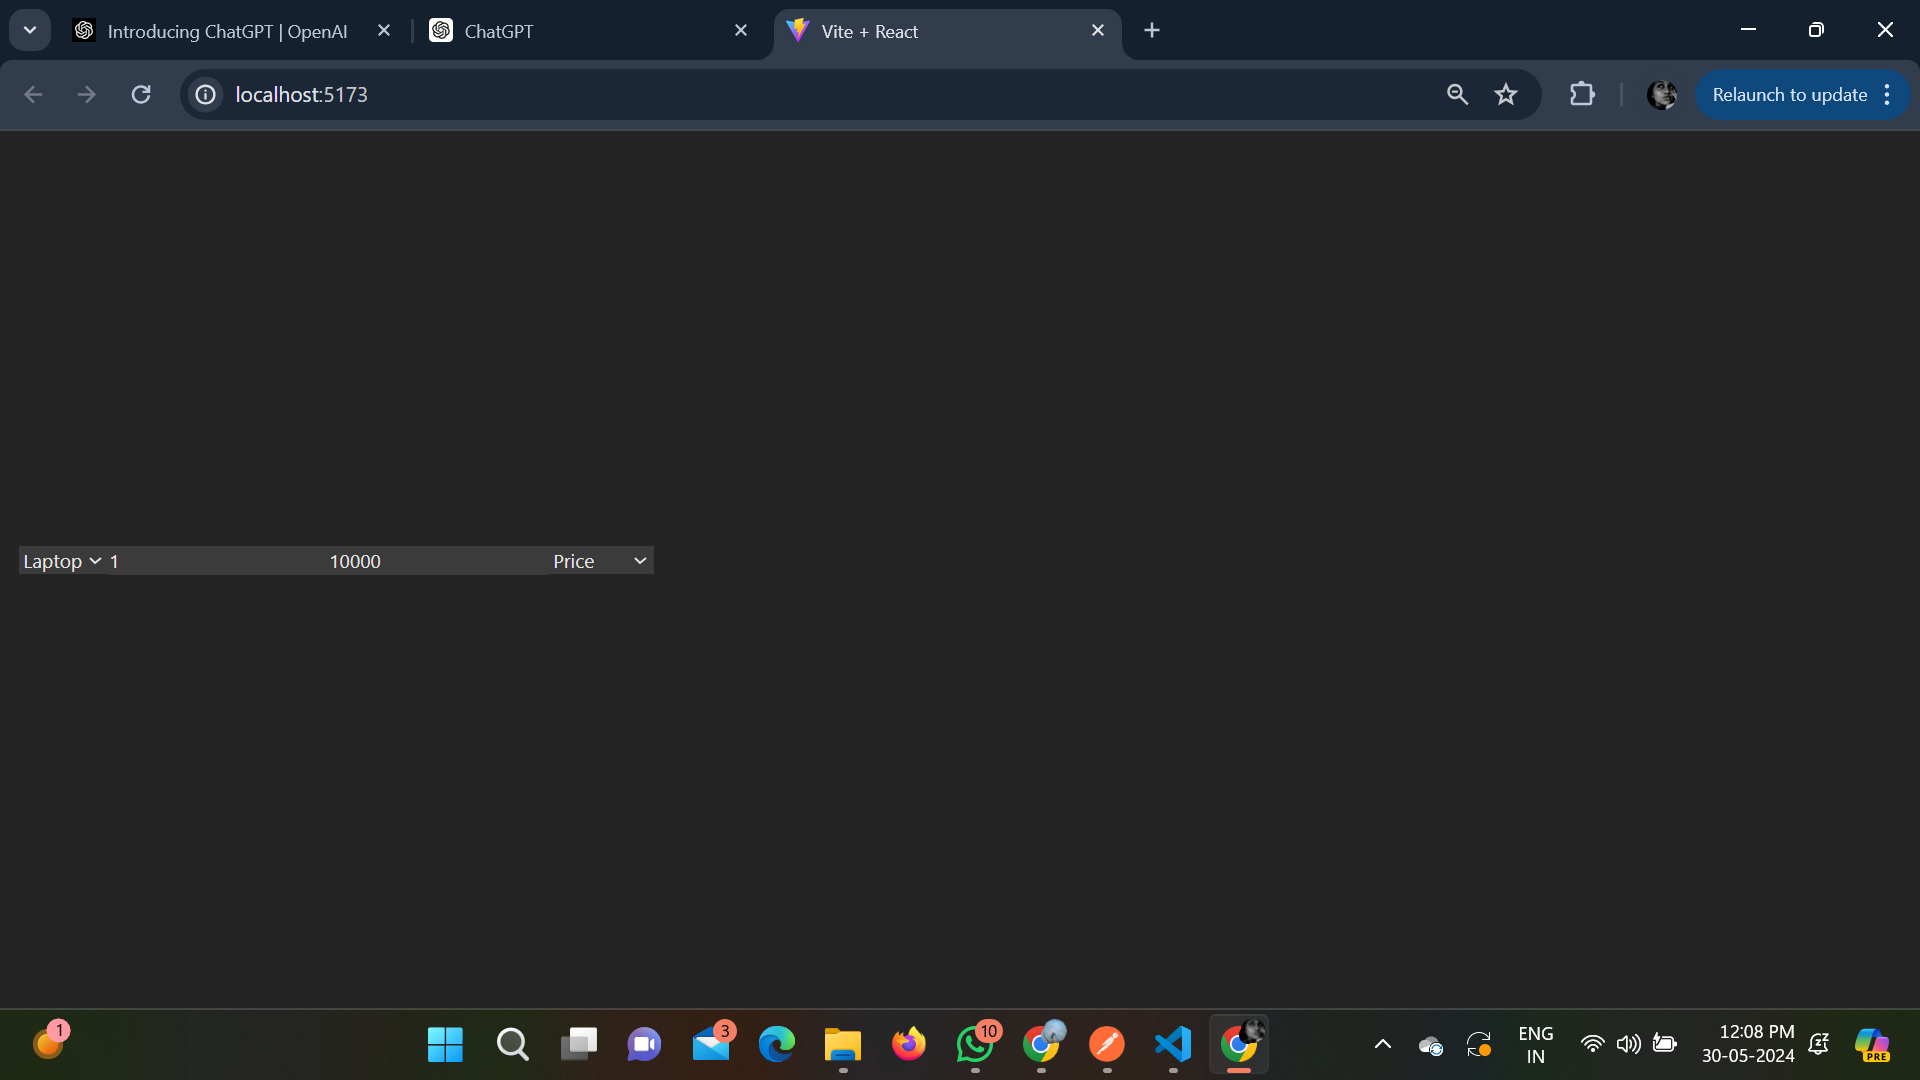 Introducing ChatGPT | OpenAI
ChatGPT
Vite + React
localhost:5173
Relaunch to update
Laptop 1 10000 Price
1
3
10
ENG
IN
12:08 PM
30-05-2024
PRE